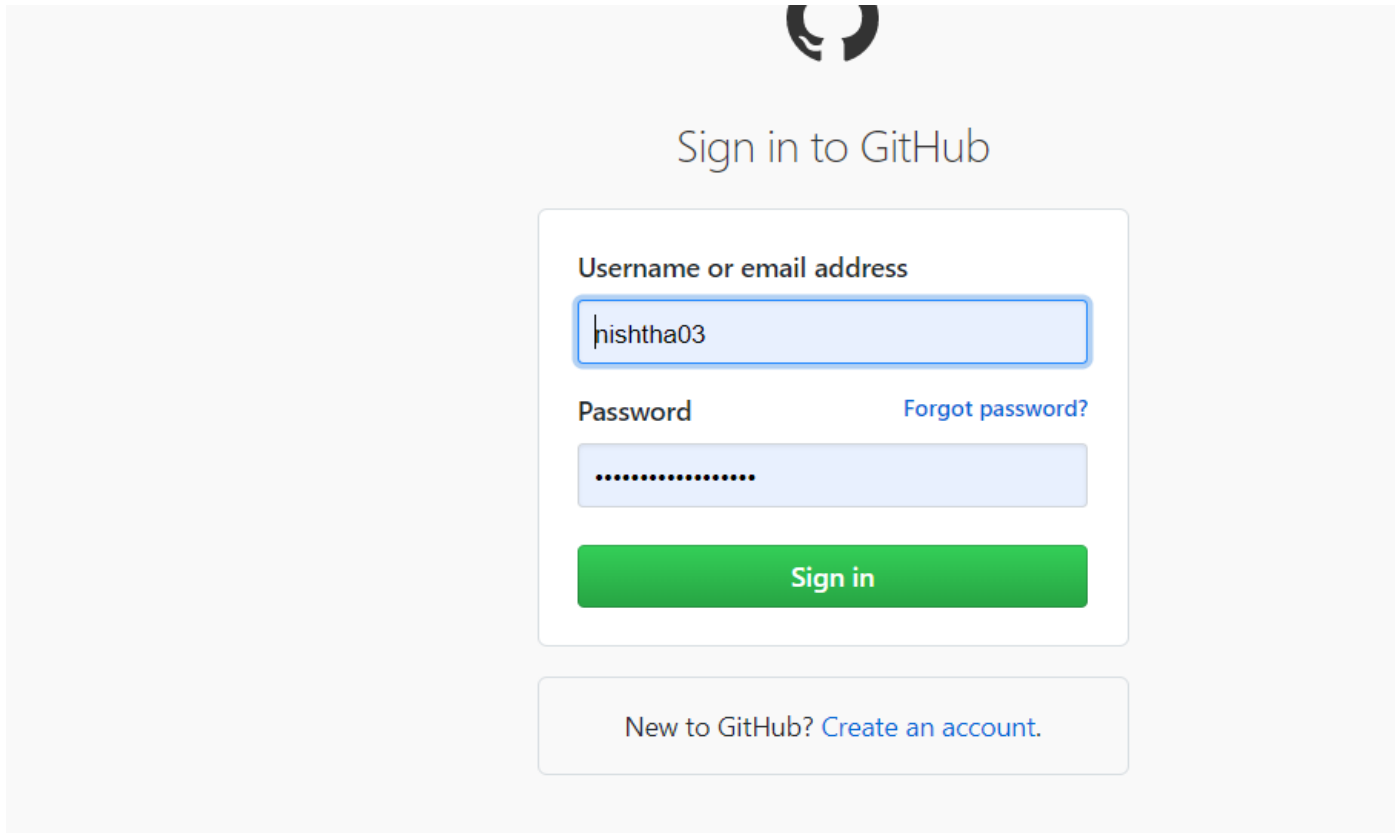 Sign in to GitHub
Username or email address
nishtha03
Password Forgot password?
••••••••••••••••••
Sign in
New to GitHub? Create an account.